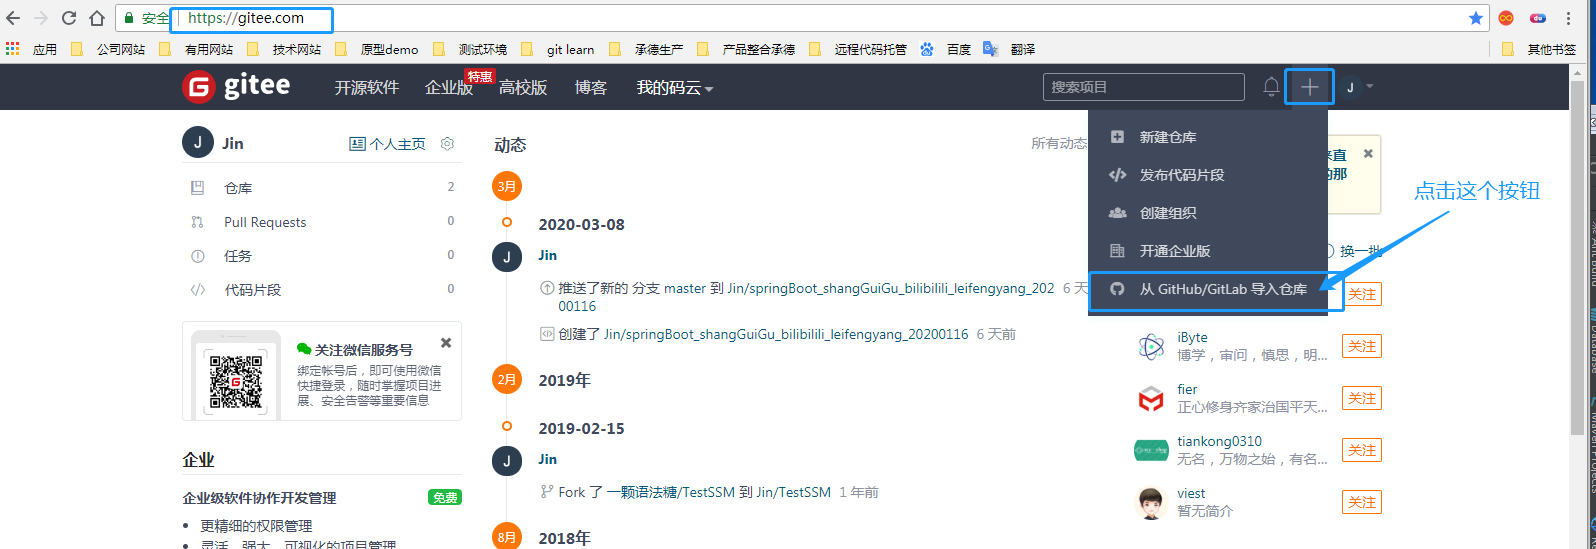 安全 https://gitee.com
应用 公司网站 有用网站 技术网站 原型demo 测试环境 git learn 承德生产 产品整合承德 远程代码托管 百度 翻译 其他书签
gitee 开源软件 企业版 特惠 高校版 博客 我的码云 搜索项目 J
J Jin 个人主页
仓库 2
Pull Requests 0
任务 0
代码片段 0
关注微信服务号
绑定帐号后，即可使用微信
快捷登录，随时掌握项目进
展、安全告警等重要信息
企业
企业级软件协作开发管理 免费
更精细的权限管理
灵活、强大、可视化的项目管理
动态 所有动态
3月
2020-03-08
J Jin
推送了新的 分支 master 到 Jin/springBoot_shangGuiGu_bilibilili_leifengyang_202
00116 6 天
创建了 Jin/springBoot_shangGuiGu_bilibilili_leifengyang_20200116 6 天前
2月 2019年
2019-02-15
J Jin
Fork 了 一颗语法糖/TestSSM 到 Jin/TestSSM 1 年前
8月 2018年
新建仓库
发布代码片段
创建组织
开通企业版
从 GitHub/GitLab 导入仓库
点击这个按钮
来直
的那
换一批
关注
iByte
博学，审问，慎思，明... 关注
fier
正心修身齐家治国平天... 关注
tiankong0310
无名，万物之始，有名... 关注
viest
暂无简介 关注